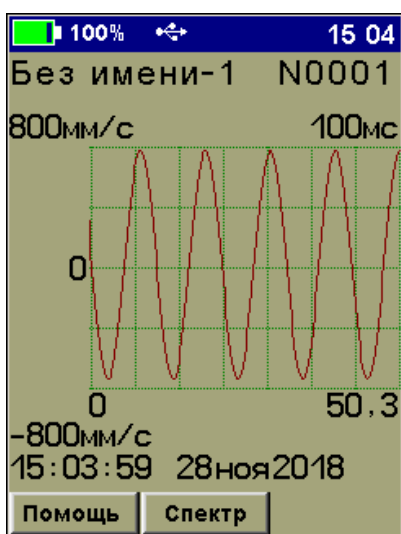 100% 15 04
Без имени-1 N0001
800мм/с 100мс
0
0 50,3
-800мм/с
15:03:59 28ноя2018
Помощь Спектр